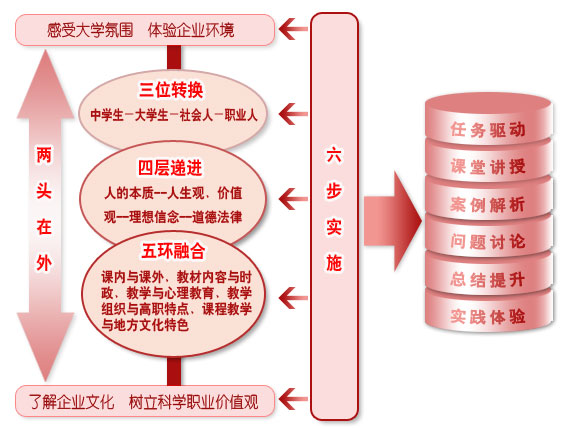 感受大学氛围 体验企业环境
三位转换
中学生－大学生－社会人－职业人
四层递进
人的本质--人生观、价值
观--理想信念--道德法律
五环融合
课内与课外、教材内容与时
政、教学与心理教育、教学
组织与高职特点、课程教学
与地方文化特色
了解企业文化 树立科学职业价值观
两头在外
六步实施
任务驱动
课堂讲授
案例解析
问题讨论
总结提升
实践体验